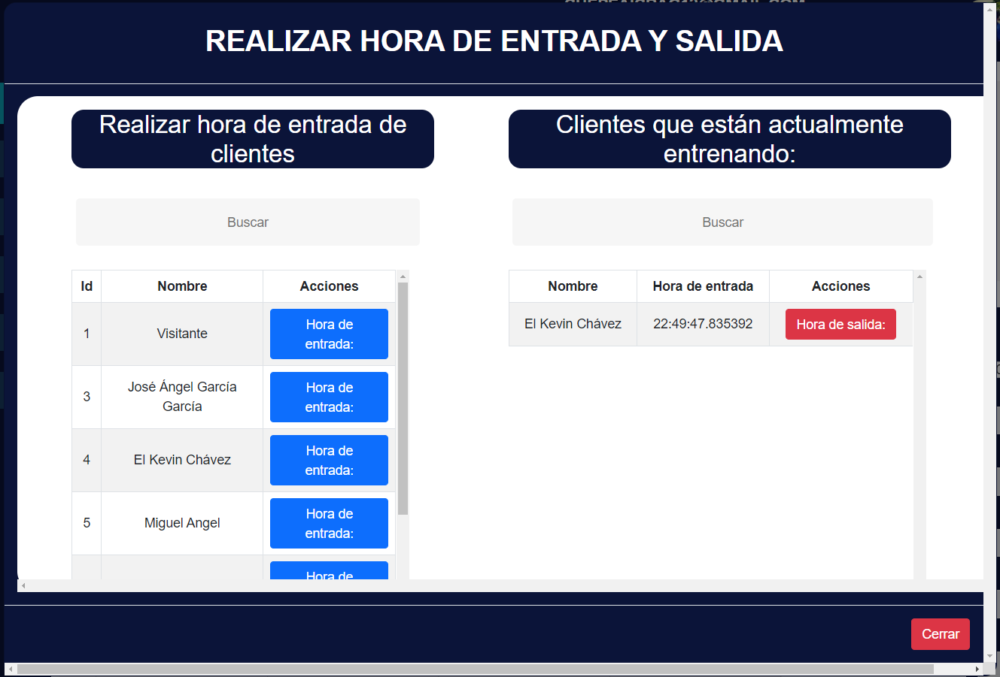 REALIZAR HORA DE ENTRADA Y SALIDA
Realizar hora de entrada de
clientes
Buscar
Id Nombre Acciones
1 Visitante Hora de
entrada:
3 José Ángel García
García Hora de
entrada:
4 El Kevin Chávez Hora de
entrada:
5 Miguel Angel Hora de
entrada:
Hora de
Clientes que están actualmente
entrenando:
Buscar
Nombre Hora de entrada Acciones
El Kevin Chávez 22:49:47.835392 Hora de salida:
Cerrar